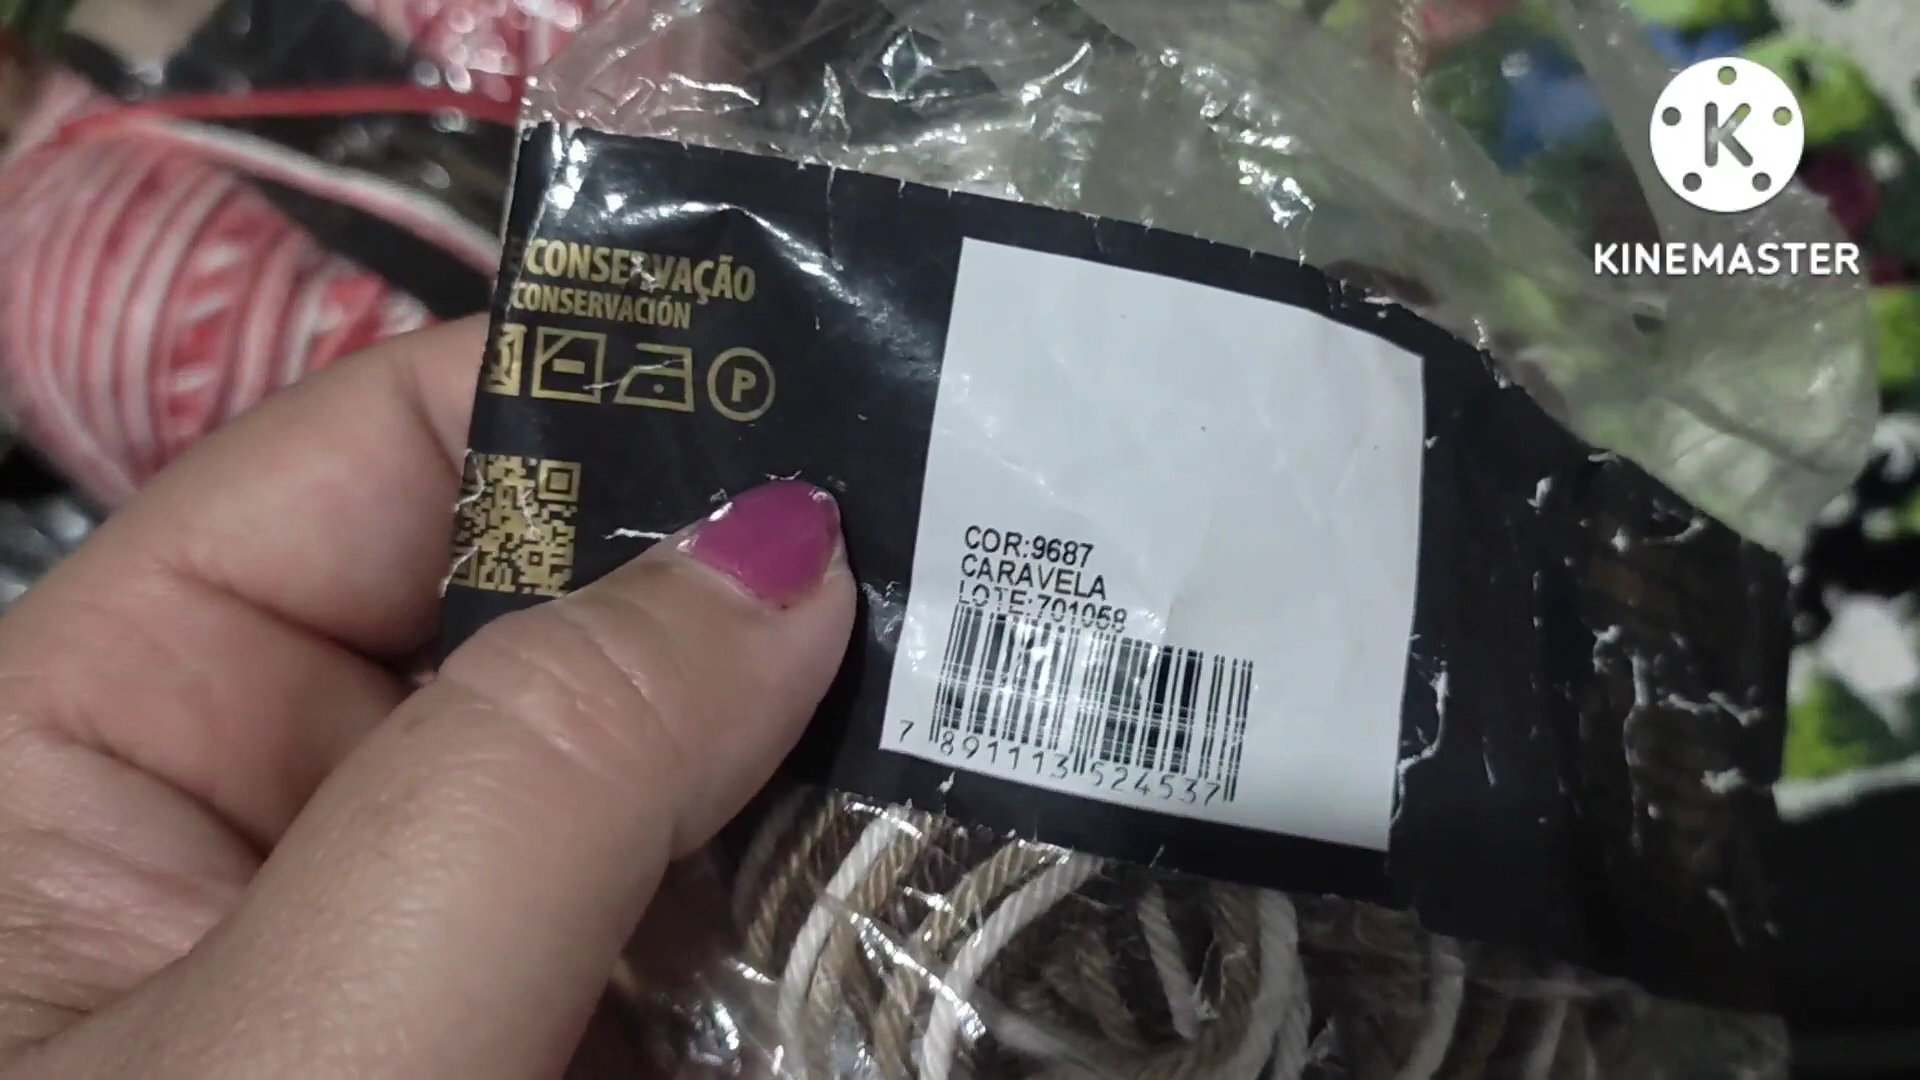 K
KINEMASTER
CONSERVAÇÃO
CONSERVACIÓN
P
COR:9687
CARAVELA
LOTE:701058
7 891113 524537